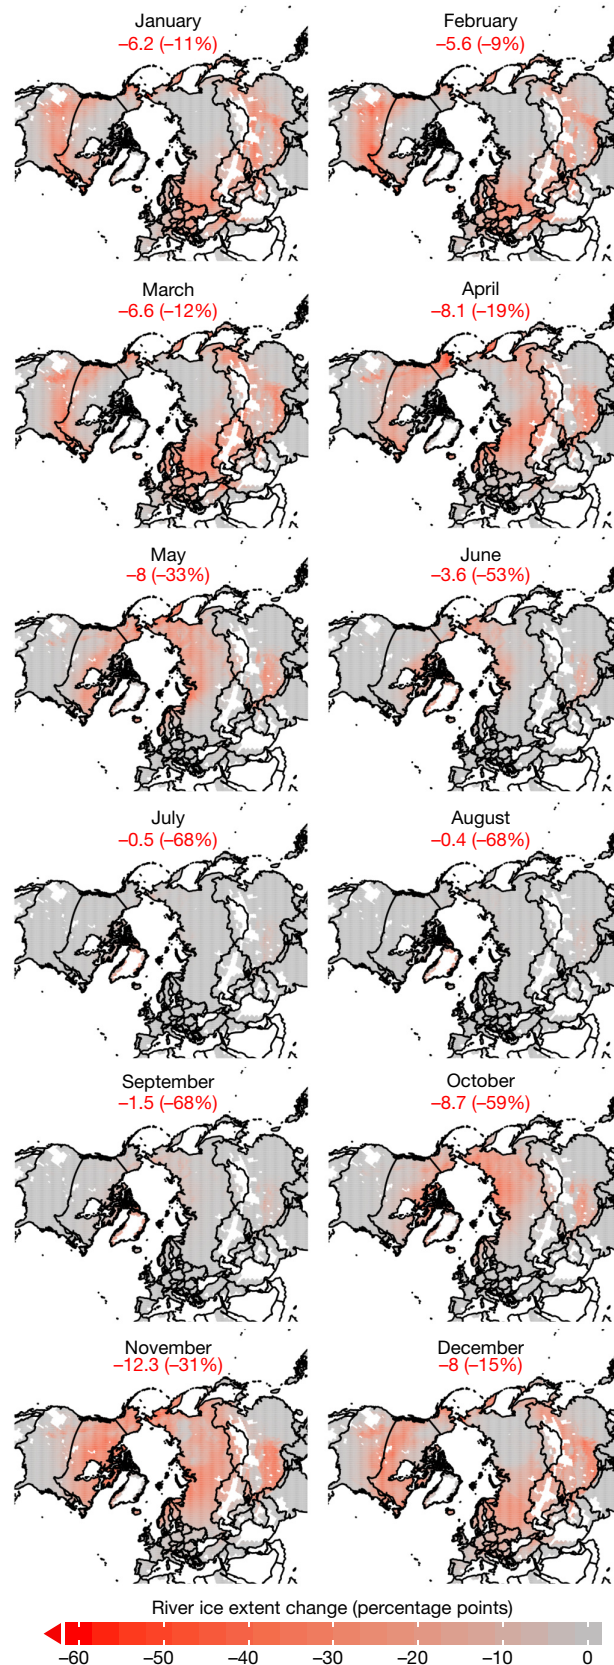 January
–6.2 (–11%)
February
–5.6 (–9%)
March
–6.6 (–12%)
April
–8.1 (–19%)
May
–8 (–33%)
June
–3.6 (–53%)
July
–0.5 (–68%)
August
–0.4 (–68%)
September
–1.5 (–68%)
October
–8.7 (–59%)
November
–12.3 (–31%)
December
–8 (–15%)
River ice extent change (percentage points)
–60 –50 –40 –30 –20 –10 0